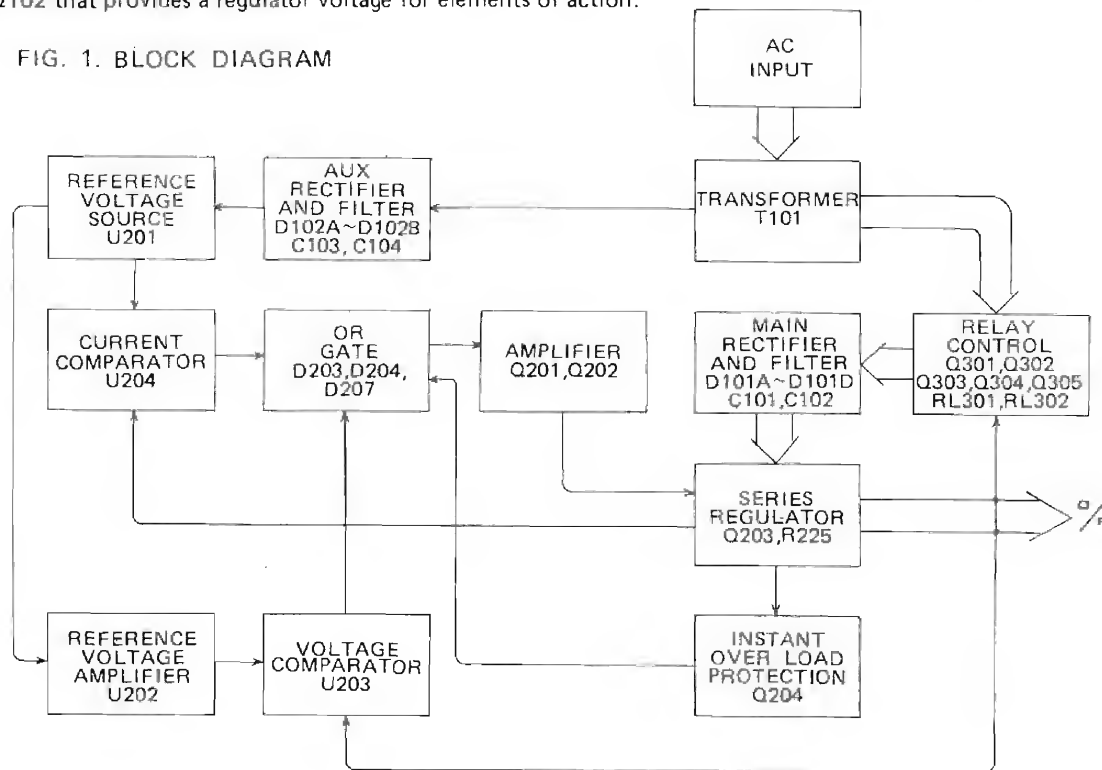 2102 that provides a regulator voltage for elements of action.
FIG. 1. BLOCK DIAGRAM
AC
INPUT
REFERENCE
VOLTAGE
SOURCE
U201
AUX
RECTIFIER
AND FILTER
D102A~D102B
C103, C104
TRANSFORMER
T101
CURRENT
COMPARATOR
U204
OR
GATE
D203,D204,
D207
AMPLIFIER
Q201,Q202
MAIN
RECTIFIER
AND FILTER
D101A~D101D
C101,C102
RELAY
CONTROL
Q301,Q302
Q303,Q304,Q305
RL301,RL302
SERIES
REGULATOR
Q203,R225
REFERENCE
VOLTAGE
AMPLIFIER
U202
VOLTAGE
COMPARATOR
U203
INSTANT
OVER LOAD
PROTECTION
Q204